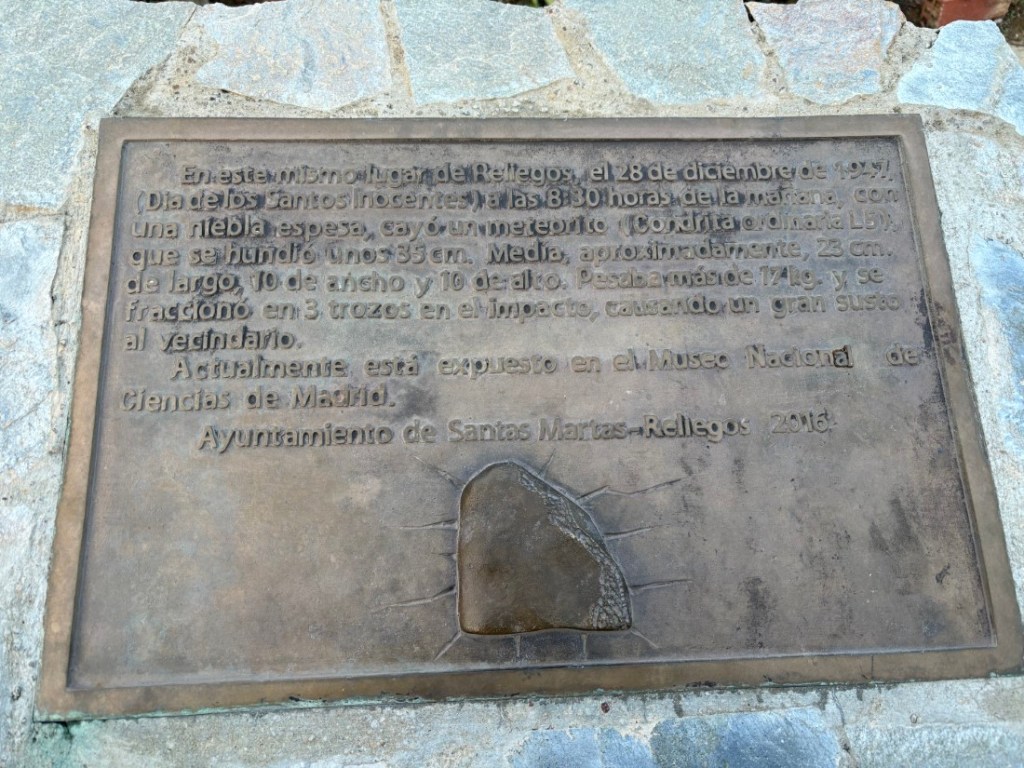 En este mismo lugar de Reliegos, el 28 de diciembre de 1947,
(Día de los Santos Inocentes) a las 8:30 horas de la mañana, con
una niebla espesa, cayó un meteorito (Condrita ordinaria L5),
que se hundió unos 35 cm. Medía, aproximadamente, 23 cm.
de largo, 10 de ancho y 10 de alto. Pesaba más de 17 kg. y se
fraccionó en 3 trozos en el impacto, causando un gran susto
al vecindario.
Actualmente está expuesto en el Museo Nacional de
Ciencias de Madrid.
Ayuntamiento de Santas Martas-Reliegos 2016